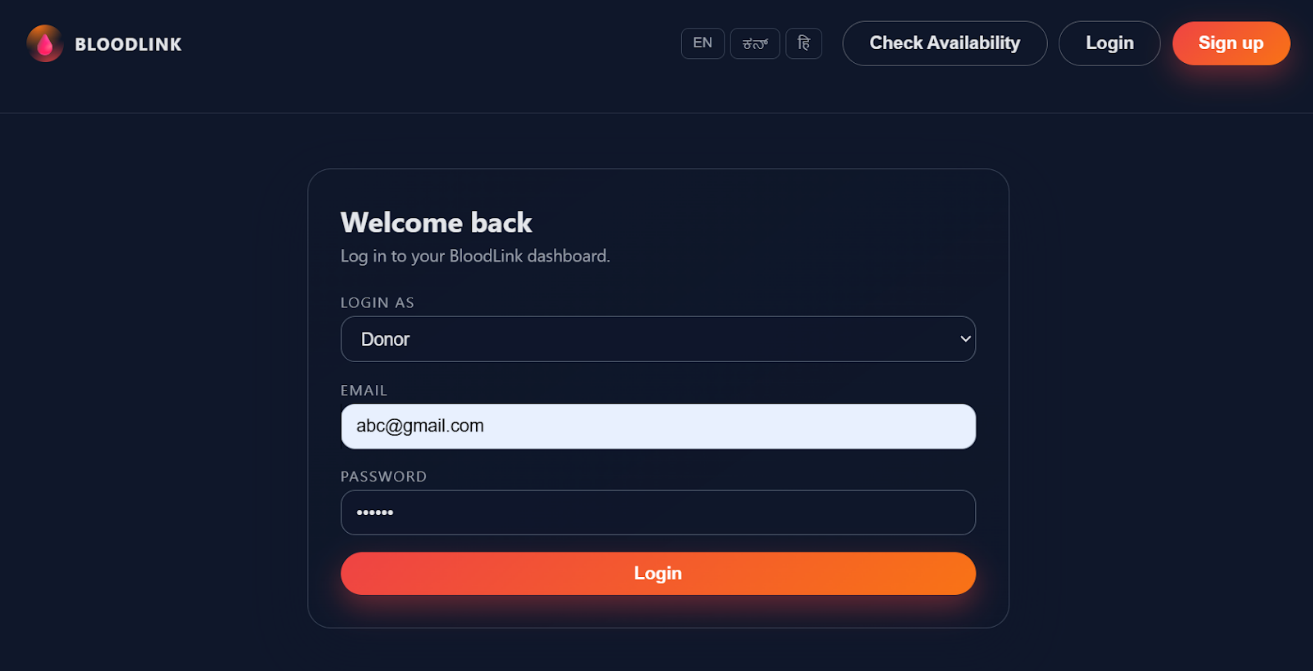 BLOODLINK
EN ಕನ್ हि Check Availability Login Sign up
Welcome back
Log in to your BloodLink dashboard.
LOGIN AS
Donor
EMAIL
abc@gmail.com
PASSWORD
••••••
Login